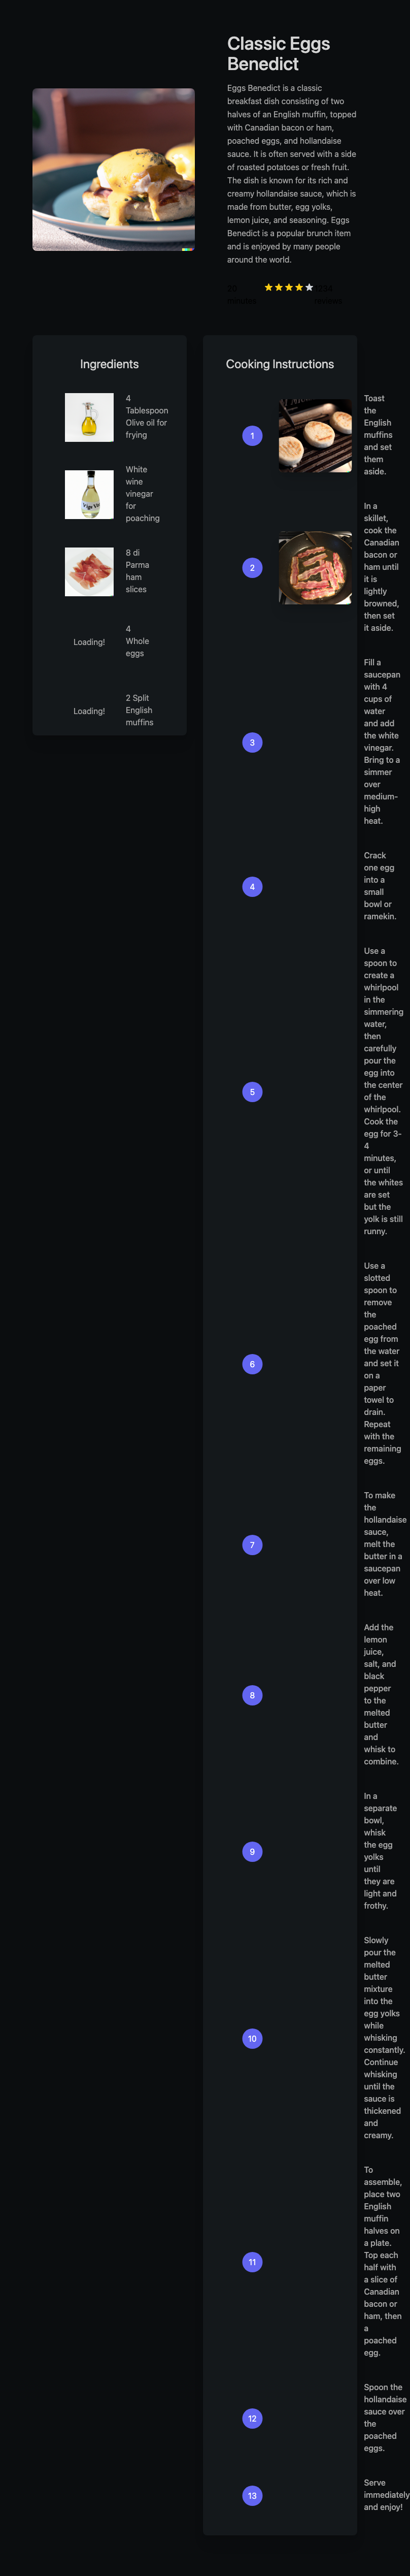 Classic Eggs
Benedict
Eggs Benedict is a classic
breakfast dish consisting of two
halves of an English muffin, topped
with Canadian bacon or ham,
poached eggs, and hollandaise
sauce. It is often served with a side
of roasted potatoes or fresh fruit.
The dish is known for its rich and
creamy hollandaise sauce, which is
made from butter, egg yolks,
lemon juice, and seasoning. Eggs
Benedict is a popular brunch item
and is enjoyed by many people
around the world.
minutes
reviews
Ingredients
4
Tablespoon
Olive oil for
frying
White
wine
vinegar
for
poaching
8 di
Parma
ham
slices
Loading!
4
Whole
eggs
Loading!
2 Split
English
muffins
Cooking Instructions
1
Toast
the
English
muffins
and set
them
aside.
2
In a
skillet,
cook the
Canadian
bacon or
ham until
it is
lightly
browned,
then set
it aside.
3
Fill a
saucepan
with 4
cups of
water
and add
the white
vinegar.
Bring to a
simmer
over
medium-
high
heat.
4
Crack
one egg
into a
small
bowl or
ramekin.
5
Use a
spoon to
create a
whirlpool
in the
simmering
water,
then
carefully
pour the
egg into
the center
of the
whirlpool.
Cook the
egg for 3-
4
minutes,
or until
the whites
are set
but the
yolk is still
runny.
6
Use a
slotted
spoon to
remove
the
poached
egg from
the water
and set it
on a
paper
towel to
drain.
Repeat
with the
remaining
eggs.
7
To make
the
hollandaise
sauce,
melt the
butter in a
saucepan
over low
heat.
8
Add the
lemon
juice,
salt, and
black
pepper
to the
melted
butter
and
whisk to
combine.
9
In a
separate
bowl,
whisk
the egg
yolks
until
they are
light and
frothy.
10
Slowly
pour the
melted
butter
mixture
into the
egg yolks
while
whisking
constantly.
Continue
whisking
until the
sauce is
thickened
and
creamy.
11
To
assemble,
place two
English
muffin
halves on
a plate.
Top each
half with
a slice of
Canadian
bacon or
ham, then
a
poached
egg.
12
Spoon the
hollandaise
sauce over
the
poached
eggs.
13
Serve
immediately
and enjoy!